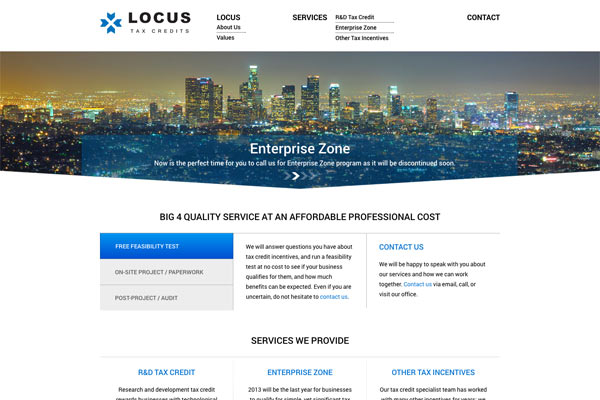 LOCUS
TAX CREDITS
LOCUS
About Us
Values
SERVICES
R&D Tax Credit
Enterprise Zone
Other Tax Incentives
CONTACT
Enterprise Zone
Now is the perfect time for you to call us for Enterprise Zone program as it will be discontinued soon.
BIG 4 QUALITY SERVICE AT AN AFFORDABLE PROFESSIONAL COST
FREE FEASIBILITY TEST
ON-SITE PROJECT / PAPERWORK
POST-PROJECT / AUDIT
We will answer questions you have about
tax credit incentives, and run a feasibility
test at no cost to see if your business
qualifies for them, and how much
benefits can be expected. Even if you are
uncertain, do not hesitate to contact us.
CONTACT US
We will be happy to speak with you about
our services and how we can work
together. Contact us via email, call, or
visit our office.
SERVICES WE PROVIDE
R&D TAX CREDIT
Research and development tax credit
rewards businesses with technological
ENTERPRISE ZONE
2013 will be the last year for businesses
to qualify for simple, yet significant tax
OTHER TAX INCENTIVES
Our tax credit specialist team has worked
with many other incentives for years; we